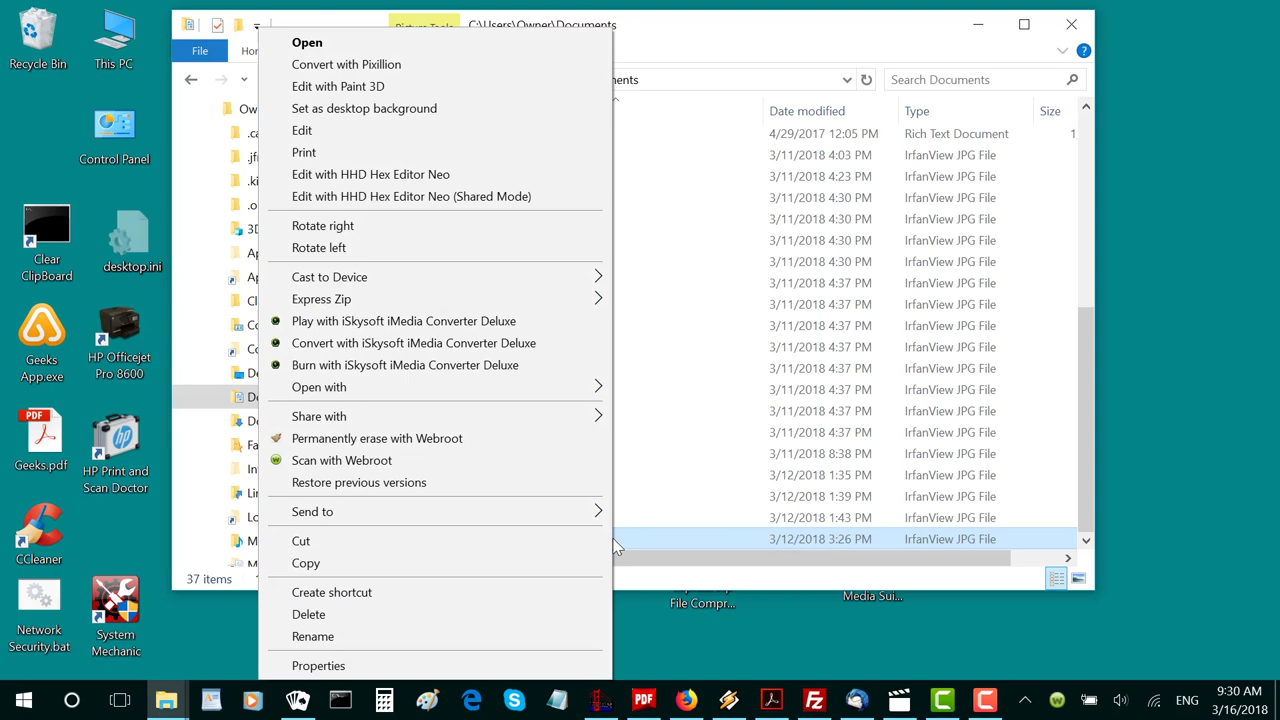 Recycle Bin
This PC
Control Panel
Clear
ClipBoard
desktop.ini
Geeks
App.exe
HP Officejet
Pro 8600
PDF
Geeks.pdf
HP Print and
Scan Doctor
CCleaner
Network
Security.bat
System
Mechanic
Picture Tools
C:\Users\Owner\Documents
File
Hor
ments
Search Documents
Date modified
Type
Size
4/29/2017 12:05 PM Rich Text Document 1
3/11/2018 4:03 PM IrfanView JPG File
3/11/2018 4:23 PM IrfanView JPG File
3/11/2018 4:30 PM IrfanView JPG File
3/11/2018 4:30 PM IrfanView JPG File
3/11/2018 4:30 PM IrfanView JPG File
3/11/2018 4:30 PM IrfanView JPG File
3/11/2018 4:37 PM IrfanView JPG File
3/11/2018 4:37 PM IrfanView JPG File
3/11/2018 4:37 PM IrfanView JPG File
3/11/2018 4:37 PM IrfanView JPG File
3/11/2018 4:37 PM IrfanView JPG File
3/11/2018 4:37 PM IrfanView JPG File
3/11/2018 4:37 PM IrfanView JPG File
3/11/2018 4:37 PM IrfanView JPG File
3/11/2018 8:38 PM IrfanView JPG File
3/12/2018 1:35 PM IrfanView JPG File
3/12/2018 1:39 PM IrfanView JPG File
3/12/2018 1:43 PM IrfanView JPG File
3/12/2018 3:26 PM IrfanView JPG File
37 items
Open
Convert with Pixillion
Edit with Paint 3D
Set as desktop background
Edit
Print
Edit with HHD Hex Editor Neo
Edit with HHD Hex Editor Neo (Shared Mode)
Rotate right
Rotate left
Cast to Device
Express Zip
Play with iSkysoft iMedia Converter Deluxe
Convert with iSkysoft iMedia Converter Deluxe
Burn with iSkysoft iMedia Converter Deluxe
Open with
Share with
Permanently erase with Webroot
Scan with Webroot
Restore previous versions
Send to
Cut
Copy
Create shortcut
Delete
Rename
Properties
File Compr...
Media Sui...
ENG
9:30 AM
3/16/2018